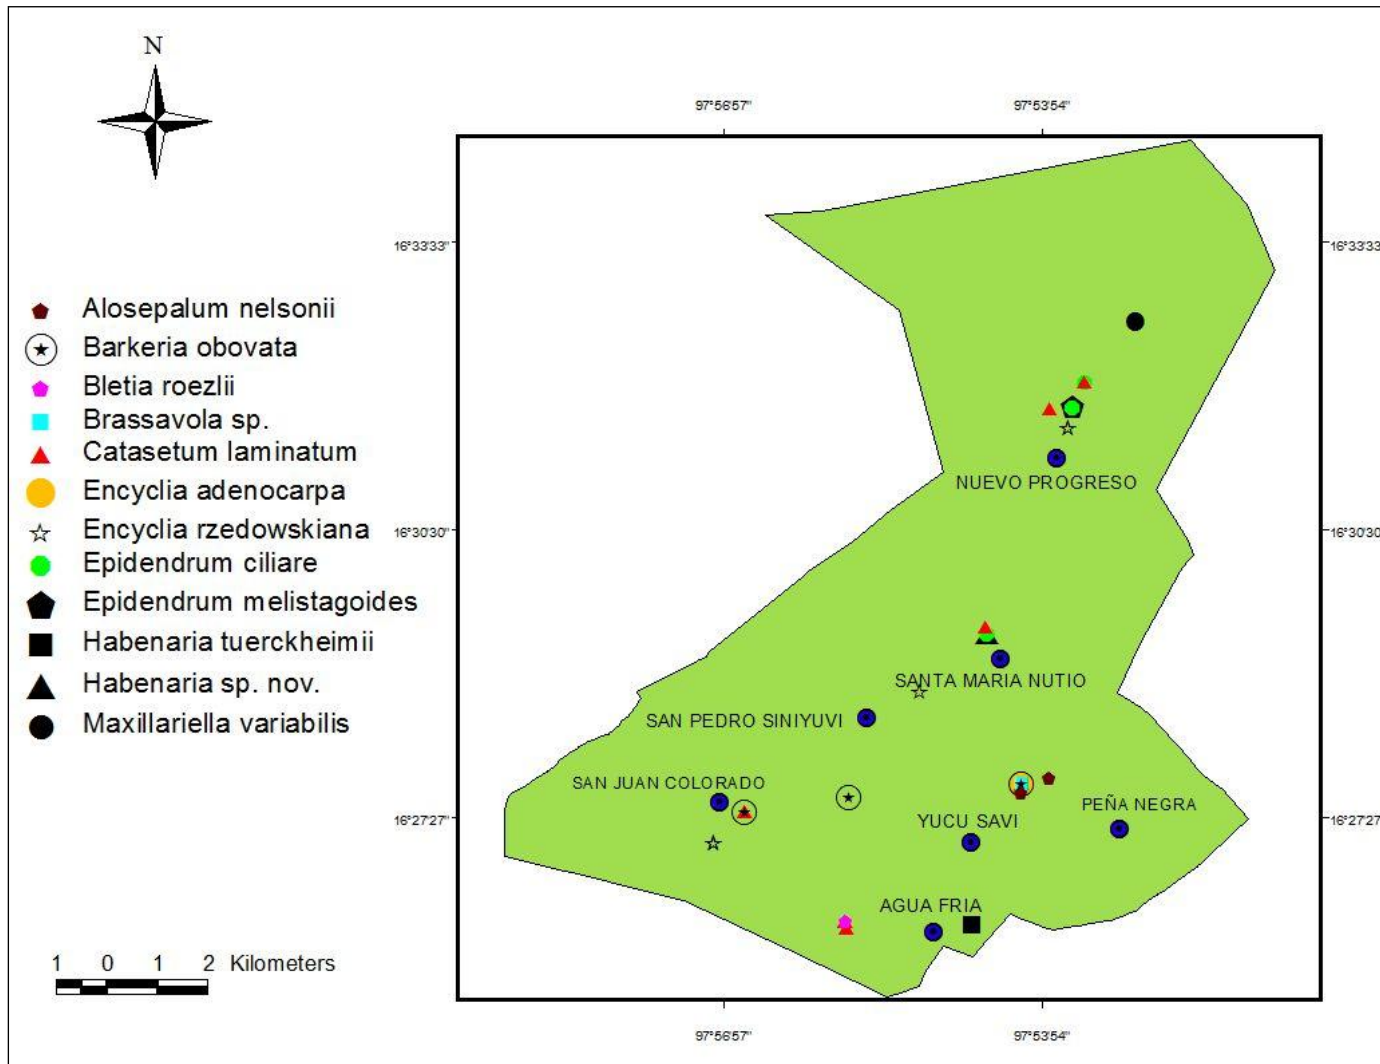 N
97°56'57"
97°53'54"
16°33'33"
16°33'33"
Alosepalum nelsonii
Barkeria obovata
Bletia roezlii
Brassavola sp.
Catasetum laminatum
Encyclia adenocarpa
Encyclia rzedowskiana
Epidendrum ciliare
Epidendrum melistagoides
Habenaria tuerckheimii
Habenaria sp. nov.
Maxillariella variabilis
NUEVO PROGRESO
16°30'30"
16°30'30"
SANTA MARIA NUTIO
SAN PEDRO SINIYUVI
SAN JUAN COLORADO
PEÑA NEGRA
YUCU SAVI
16°27'27"
16°27'27"
AGUA FRIA
1 0 1 2 Kilometers
97°56'57"
97°53'54"